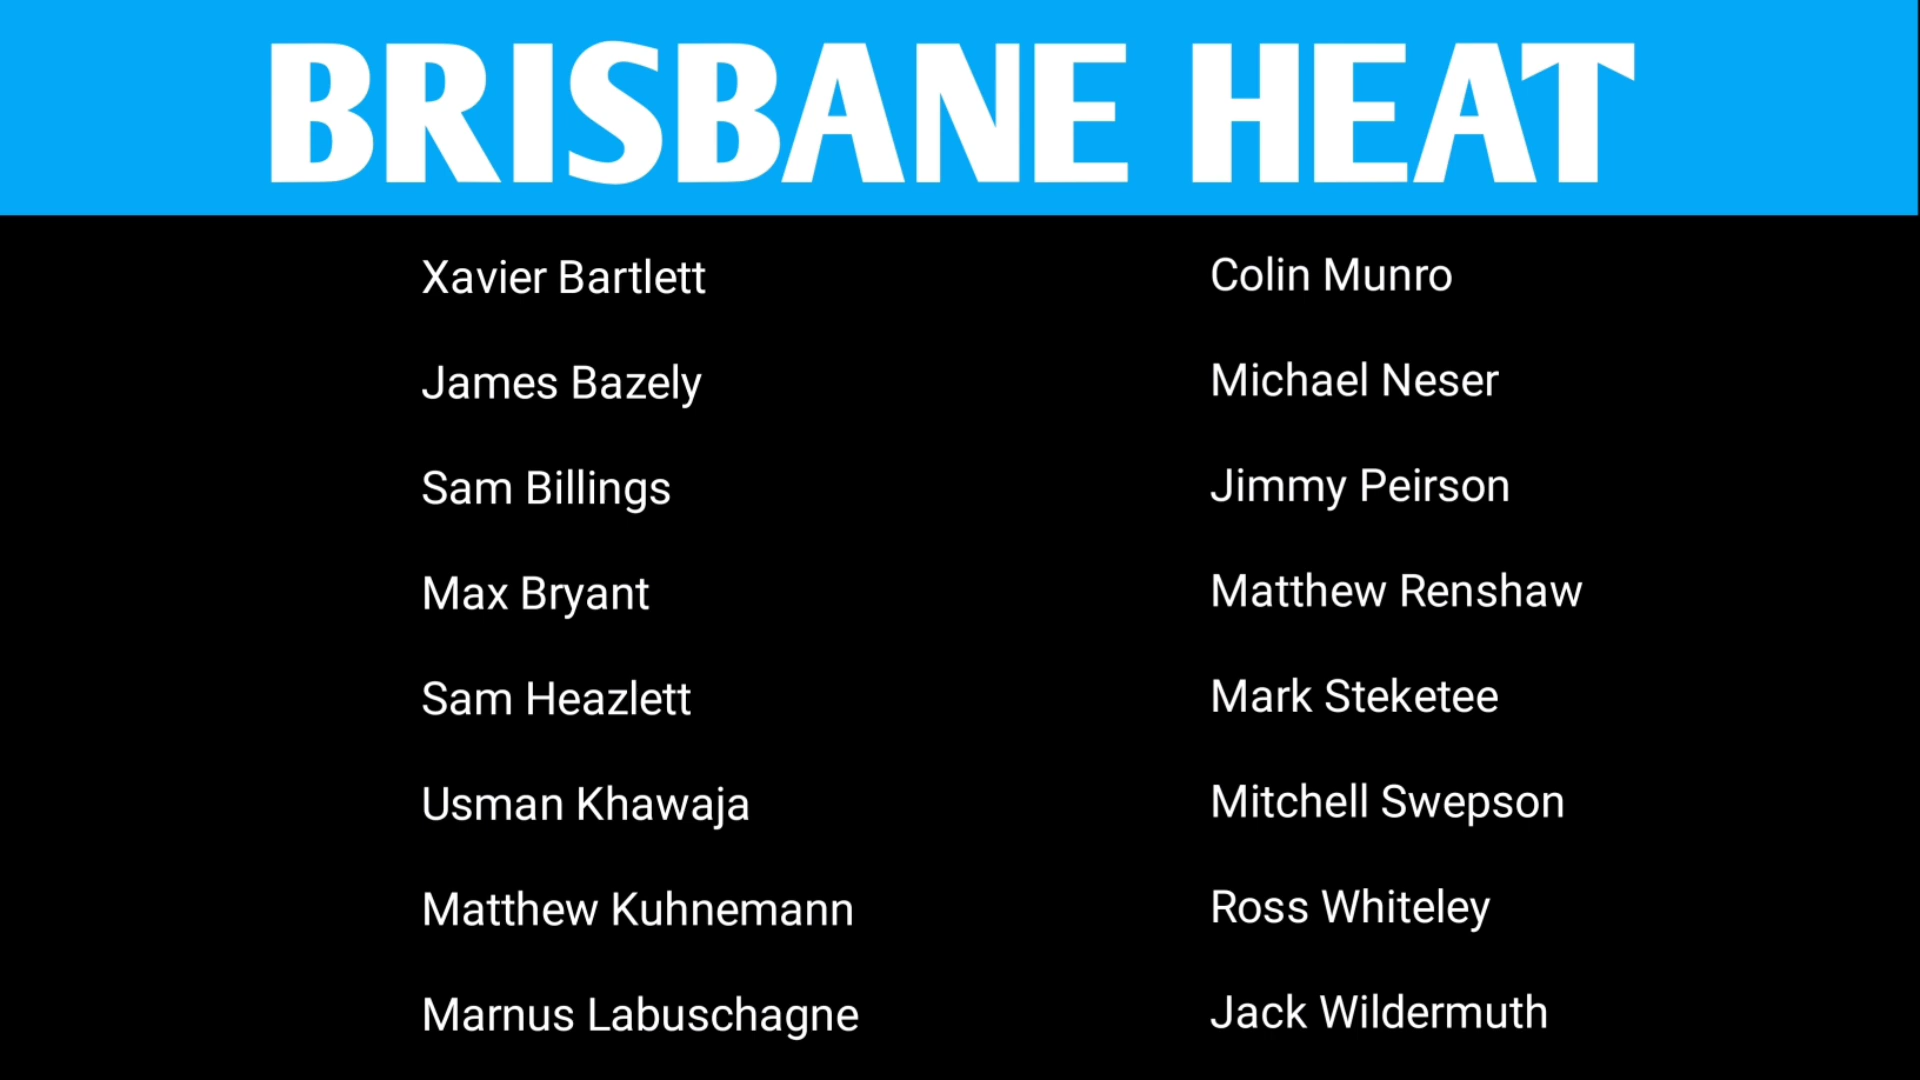 BRISBANE HEAT
Xavier Bartlett
James Bazely
Sam Billings
Max Bryant
Sam Heazlett
Usman Khawaja
Matthew Kuhnemann
Marnus Labuschagne
Colin Munro
Michael Neser
Jimmy Peirson
Matthew Renshaw
Mark Steketee
Mitchell Swepson
Ross Whiteley
Jack Wildermuth